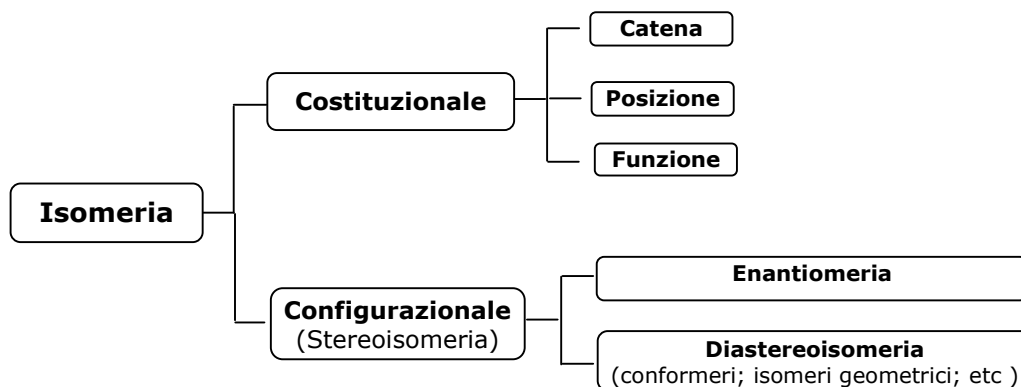 Catena
Costituzionale
Posizione
Funzione
Isomeria
Enantiomeria
Configurazionale
(Stereoisomeria)
Diastereoisomeria
(conformeri; isomeri geometrici; etc )